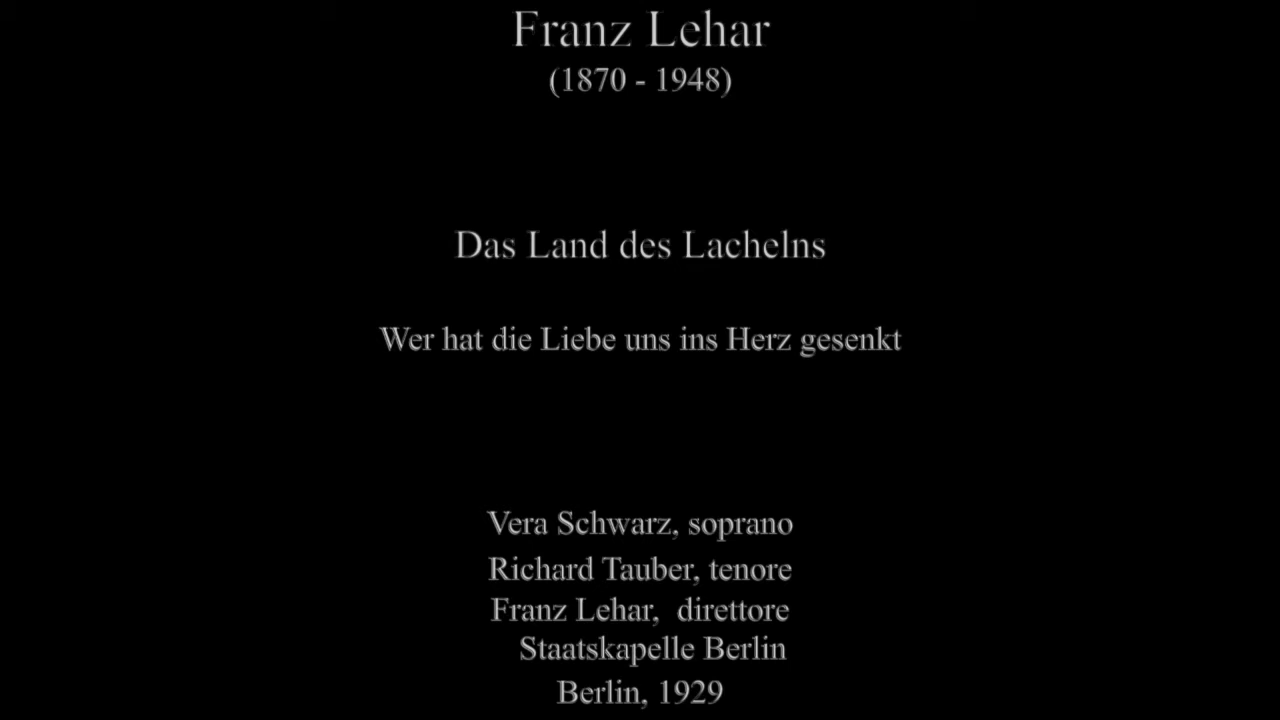 Franz Lehar
(1870 - 1948)
Das Land des Lachelns
Wer hat die Liebe uns ins Herz gesenkt
Vera Schwarz, soprano
Richard Tauber, tenore
Franz Lehar, direttore
Staatskapelle Berlin
Berlin, 1929